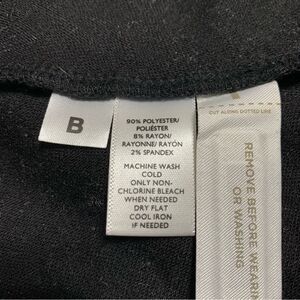 B
90% POLYESTER/
POLIÉSTER
8% RAYON/
RAYONNE/ RAYÓN
2% SPANDEX
MACHINE WASH
COLD
ONLY NON-
CHLORINE BLEACH
WHEN NEEDED
DRY FLAT
COOL IRON
IF NEEDED
CUT ALONG DOTTED LINE
REMOVE BEFORE WEARIN
OR WASHING